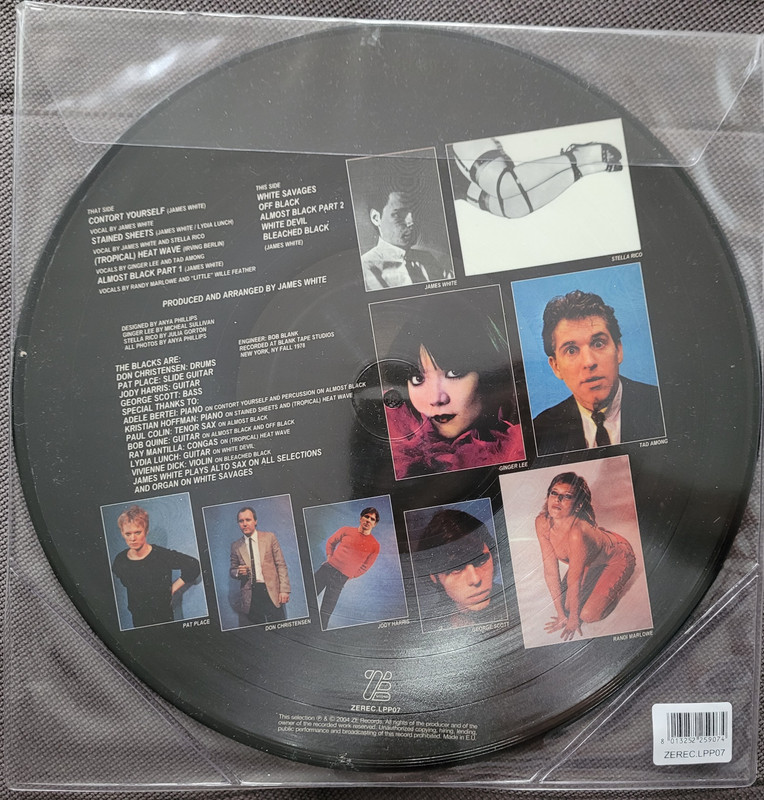 THAT SIDE
CONTORT YOURSELF (JAMES WHITE)
VOCAL BY JAMES WHITE
STAINED SHEETS (JAMES WHITE / LYDIA LUNCH)
VOCAL BY JAMES WHITE AND STELLA RICO
(TROPICAL) HEAT WAVE (IRVING BERLIN)
VOCALS BY GINGER LEE AND TAD AMONG
ALMOST BLACK PART 1 (JAMES WHITE)
VOCALS BY RANDY MARLOWE AND "LITTLE" WILLE FEATHER
THIS SIDE
WHITE SAVAGES
OFF BLACK
ALMOST BLACK PART 2
WHITE DEVIL
BLEACHED BLACK
(JAMES WHITE)
PRODUCED AND ARRANGED BY JAMES WHITE
DESIGNED BY ANYA PHILLIPS
GINGER LEE BY MICHEAL SULLIVAN
STELLA RICO BY JULIA GORTON
ALL PHOTOS BY ANYA PHILLIPS
ENGINEER: BOB BLANK
RECORDED AT BLANK TAPE STUDIOS
NEW YORK, NY FALL 1978
THE BLACKS ARE:
DON CHRISTENSEN: DRUMS
PAT PLACE: SLIDE GUITAR
JODY HARRIS: GUITAR
GEORGE SCOTT: BASS
SPECIAL THANKS TO:
ADELE BERTEI: PIANO ON CONTORT YOURSELF AND PERCUSSION ON ALMOST BLACK
KRISTIAN HOFFMAN: PIANO ON STAINED SHEETS AND (TROPICAL) HEAT WAVE
PAUL COLIN: TENOR SAX ON ALMOST BLACK
BOB QUINE: GUITAR ON ALMOST BLACK AND OFF BLACK
RAY MANTILLA: CONGAS ON (TROPICAL) HEAT WAVE
LYDIA LUNCH: GUITAR ON WHITE DEVIL
VIVIENNE DICK: VIOLIN ON BLEACHED BLACK
JAMES WHITE PLAYS ALTO SAX ON ALL SELECTIONS
AND ORGAN ON WHITE SAVAGES
JAMES WHITE
STELLA RICO
GINGER LEE
TAD AMONG
PAT PLACE
DON CHRISTENSEN
JODY HARRIS
GEORGE SCOTT
RANDI MARLOWE
ZE
ZEREC.LPP07
This selection ℗ & © 2004 ZE Records. All rights of the producer and of the
owner of the recorded work reserved. Unauthorized copying, hiring, lending,
public performance and broadcasting of this record prohibited. Made in E.U.
8 013252 259074
ZEREC.LPP07